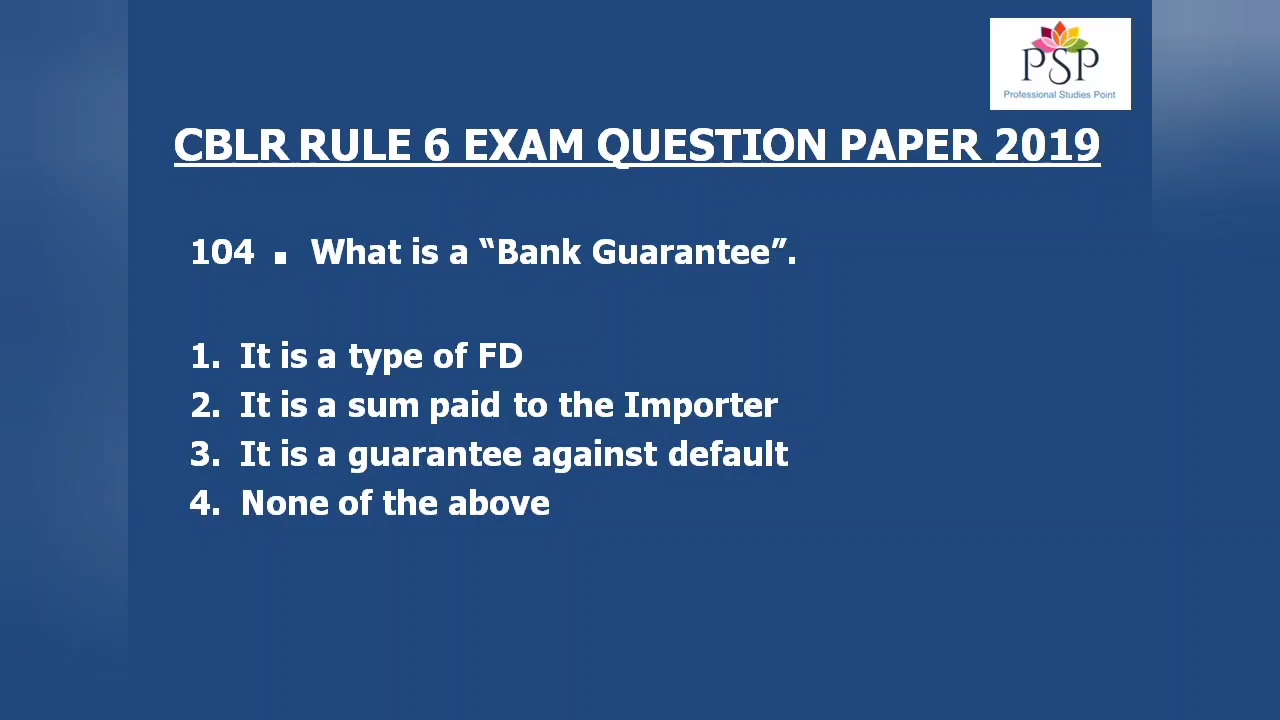 PSP
Professional Studies Point
CBLR RULE 6 EXAM QUESTION PAPER 2019
104 . What is a “Bank Guarantee”.
1. It is a type of FD
2. It is a sum paid to the Importer
3. It is a guarantee against default
4. None of the above